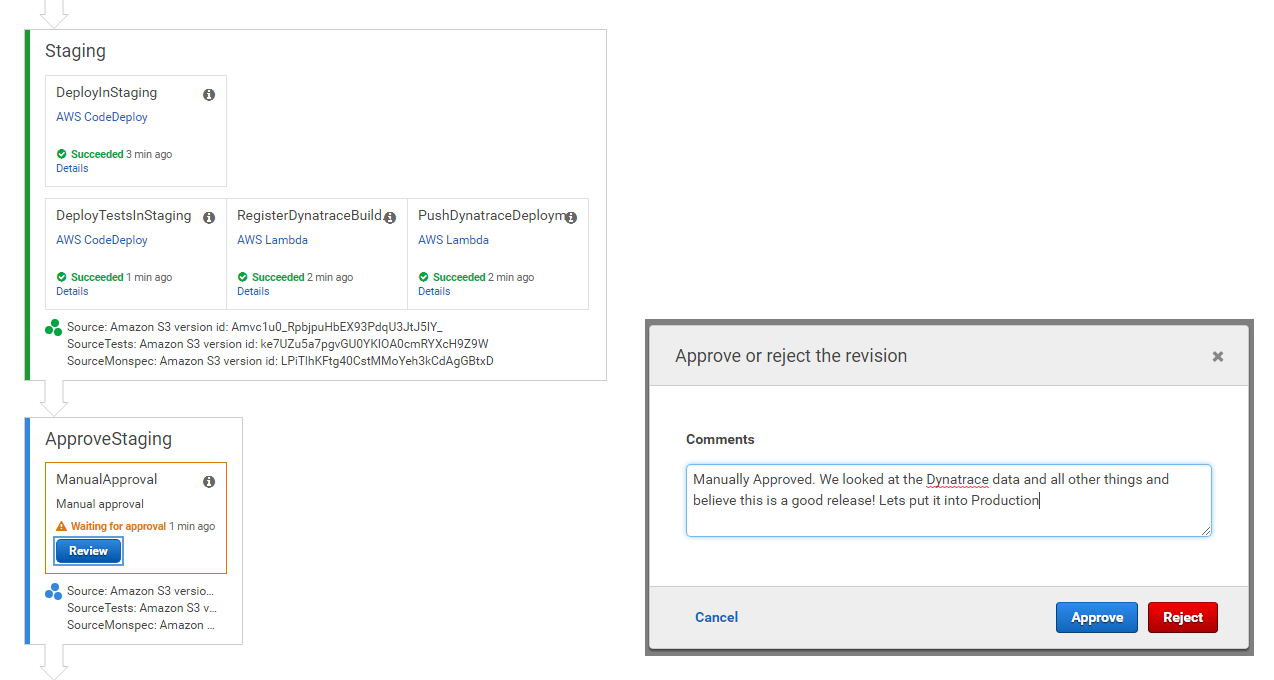 Staging
DeployInStaging
AWS CodeDeploy
Succeeded 3 min ago
Details
DeployTestsInStaging
AWS CodeDeploy
Succeeded 1 min ago
Details
RegisterDynatraceBuild
AWS Lambda
Succeeded 2 min ago
Details
PushDynatraceDeploym
AWS Lambda
Succeeded 2 min ago
Details
Source: Amazon S3 version id: Amvc1u0_RpbjpuHbEX93PdqU3JtJ5IY_
SourceTests: Amazon S3 version id: ke7UZu5a7pgvGU0YKIOA0cmRYXcH9Z9W
SourceMonspec: Amazon S3 version id: LPiTlhKFtg40CstMMoYeh3kCdAgGBtxD
ApproveStaging
ManualApproval
Manual approval
Waiting for approval 1 min ago
Review
Source: Amazon S3 versio...
SourceTests: Amazon S3 v...
SourceMonspec: Amazon ...
Approve or reject the revision
Comments
Manually Approved. We looked at the Dynatrace data and all other things and
believe this is a good release! Lets put it into Production
Cancel
Approve
Reject